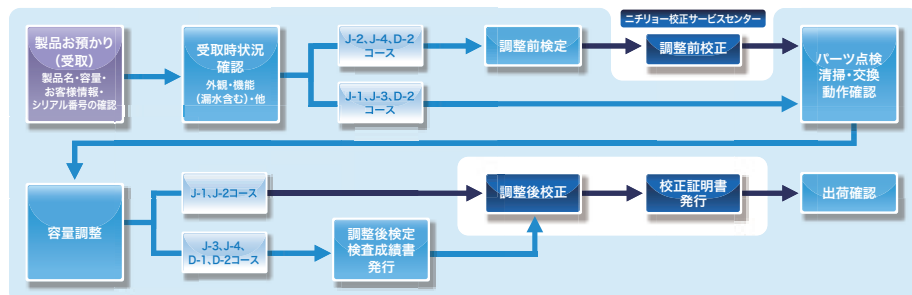 製品お預かり
(受取)
製品名・容量・
お客様情報・
シリアル番号の確認
受取時状況
確認
外観・機能
(漏水含む)・他
J-2、J-4、D-2
コース
調整前検定
ニチリョー校正サービスセンター
調整前校正
J-1、J-3、D-2
コース
パーツ点検
清掃・交換
動作確認
容量調整
J-1、J-2コース
J-3、J-4、
D-1、D-2コース
調整後検定
検査成績書
発行
調整後校正
校正証明書
発行
出荷確認